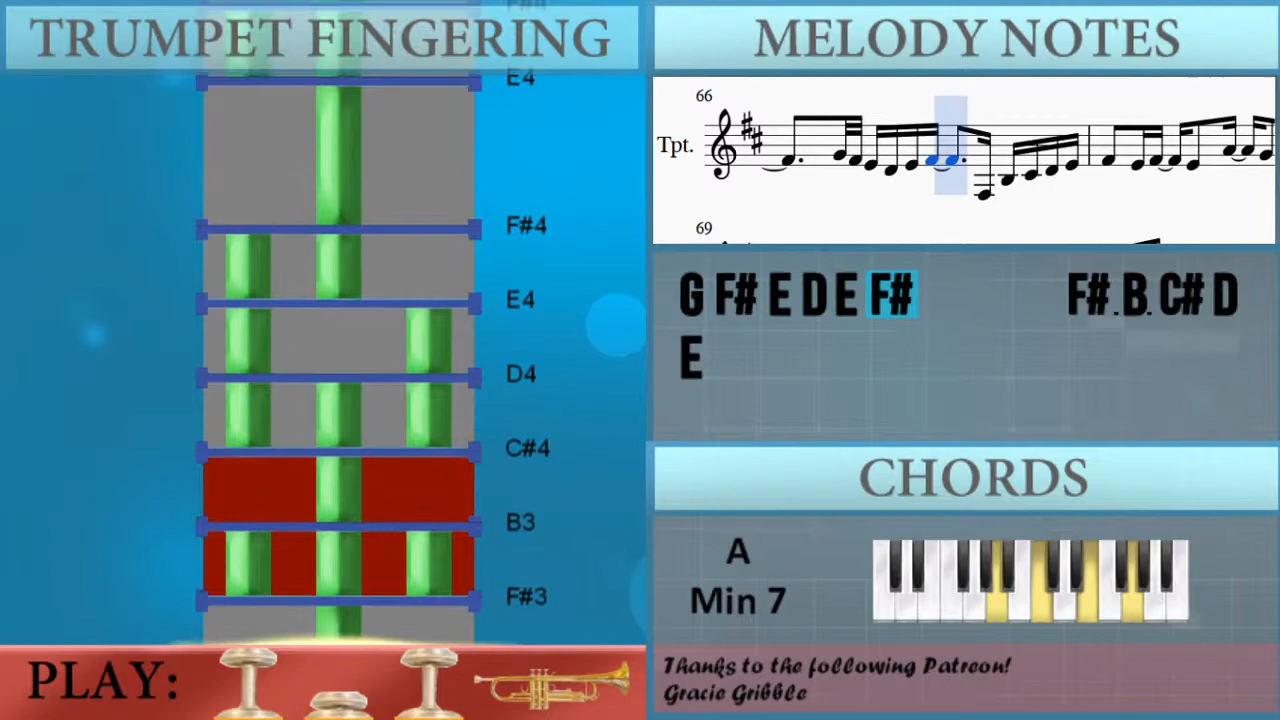 F#4
TRUMPET FINGERING
E4
F#4
E4
D4
C#4
B3
F#3
PLAY:
MELODY NOTES
66
Tpt.
69
G F# E D E F# F#. B. C# D
E
CHORDS
A
Min 7
Thanks to the following Patreon!
Gracie Gribble